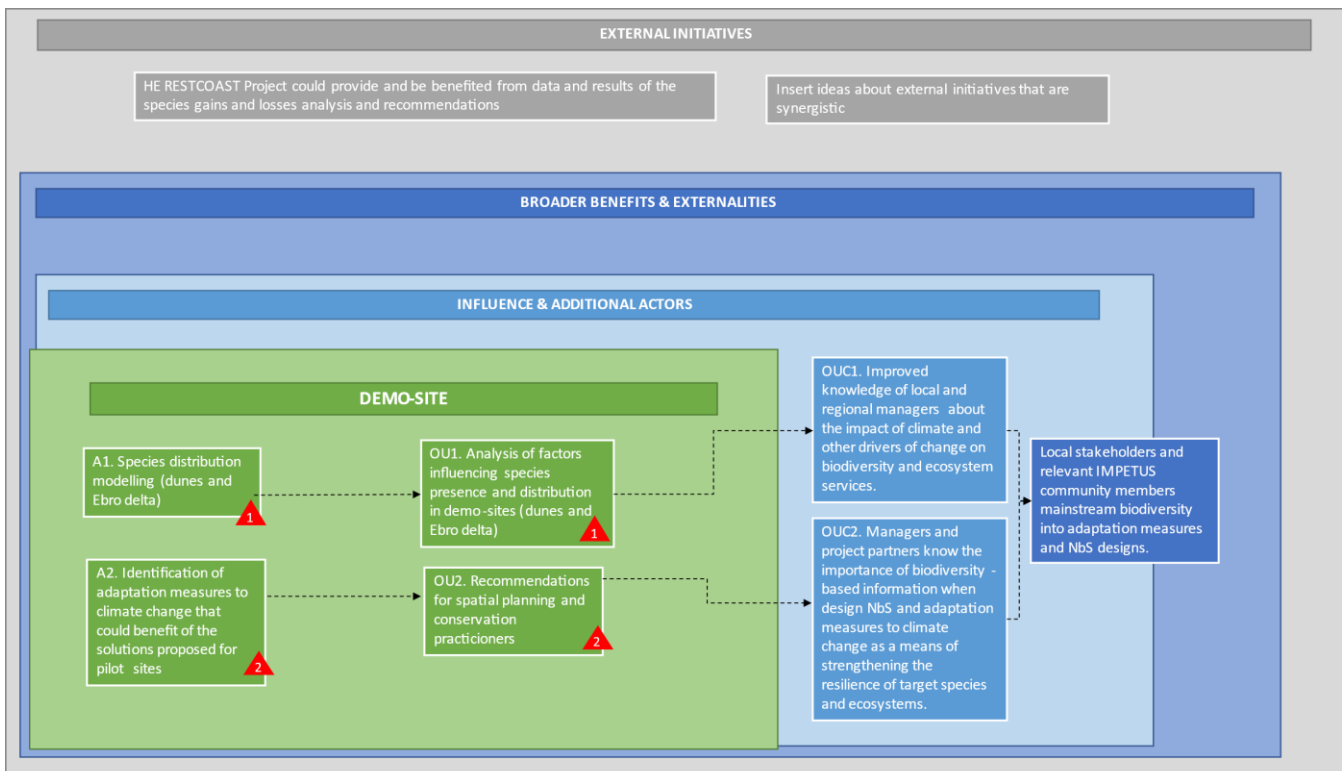 EXTERNAL INITIATIVES
HE RESTCOAST Project could provide and be benefited from data and results of the
species gains and losses analysis and recommendations
Insert ideas about external initiatives that are
synergistic
BROADER BENEFITS & EXTERNALITIES
INFLUENCE & ADDITIONAL ACTORS
DEMO-SITE
A1. Species distribution
modelling (dunes and
Ebro delta)
1
OU1. Analysis of factors
influencing species
presence and distribution
in demo-sites (dunes and
Ebro delta)
1
A2. Identification of
adaptation measures to
climate change that
could benefit of the
solutions proposed for
pilot sites
2
OU2. Recommendations
for spatial planning and
conservation
practicioners
2
OUC1. Improved
knowledge of local and
regional managers about
the impact of climate and
other drivers of change on
biodiversity and ecosystem
services.
OUC2. Managers and
project partners know the
importance of biodiversity -
based information when
design NbS and adaptation
measures to climate
change as a means of
strengthening the
resilience of target species
and ecosystems.
Local stakeholders and
relevant IMPETUS
community members
mainstream biodiversity
into adaptation measures
and NbS designs.